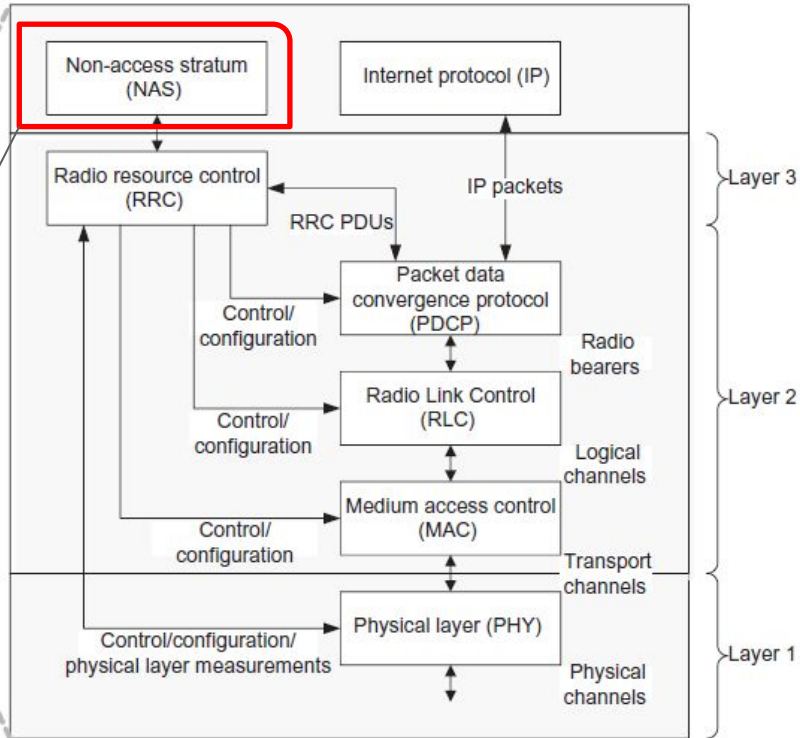 Non-access stratum
(NAS)
Internet protocol (IP)
Radio resource control
(RRC)
IP packets
Layer 3
RRC PDUs
Packet data
convergence protocol
(PDCP)
Control/
configuration
Radio
bearers
Radio Link Control
(RLC)
Layer 2
Control/
configuration
Logical
channels
Medium access control
(MAC)
Control/
configuration
Transport
channels
Physical layer (PHY)
Control/configuration/
physical layer measurements
Layer 1
Physical
channels